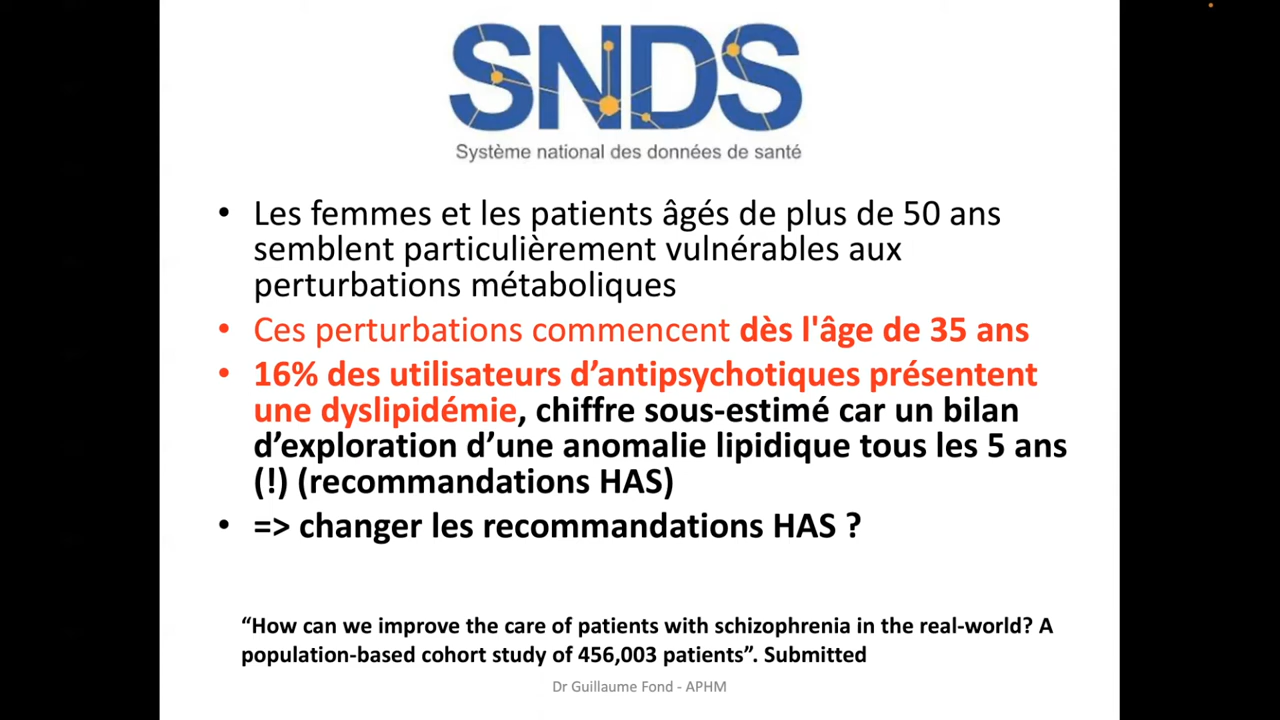 SNDS
Système national des données de santé
• Les femmes et les patients âgés de plus de 50 ans
semblent particulièrement vulnérables aux
perturbations métaboliques
• Ces perturbations commencent dès l'âge de 35 ans
• 16% des utilisateurs d’antipsychotiques présentent
une dyslipidémie, chiffre sous-estimé car un bilan
d’exploration d’une anomalie lipidique tous les 5 ans
(!) (recommandations HAS)
• => changer les recommandations HAS ?
“How can we improve the care of patients with schizophrenia in the real-world? A
population-based cohort study of 456,003 patients”. Submitted
Dr Guillaume Fond - APHM